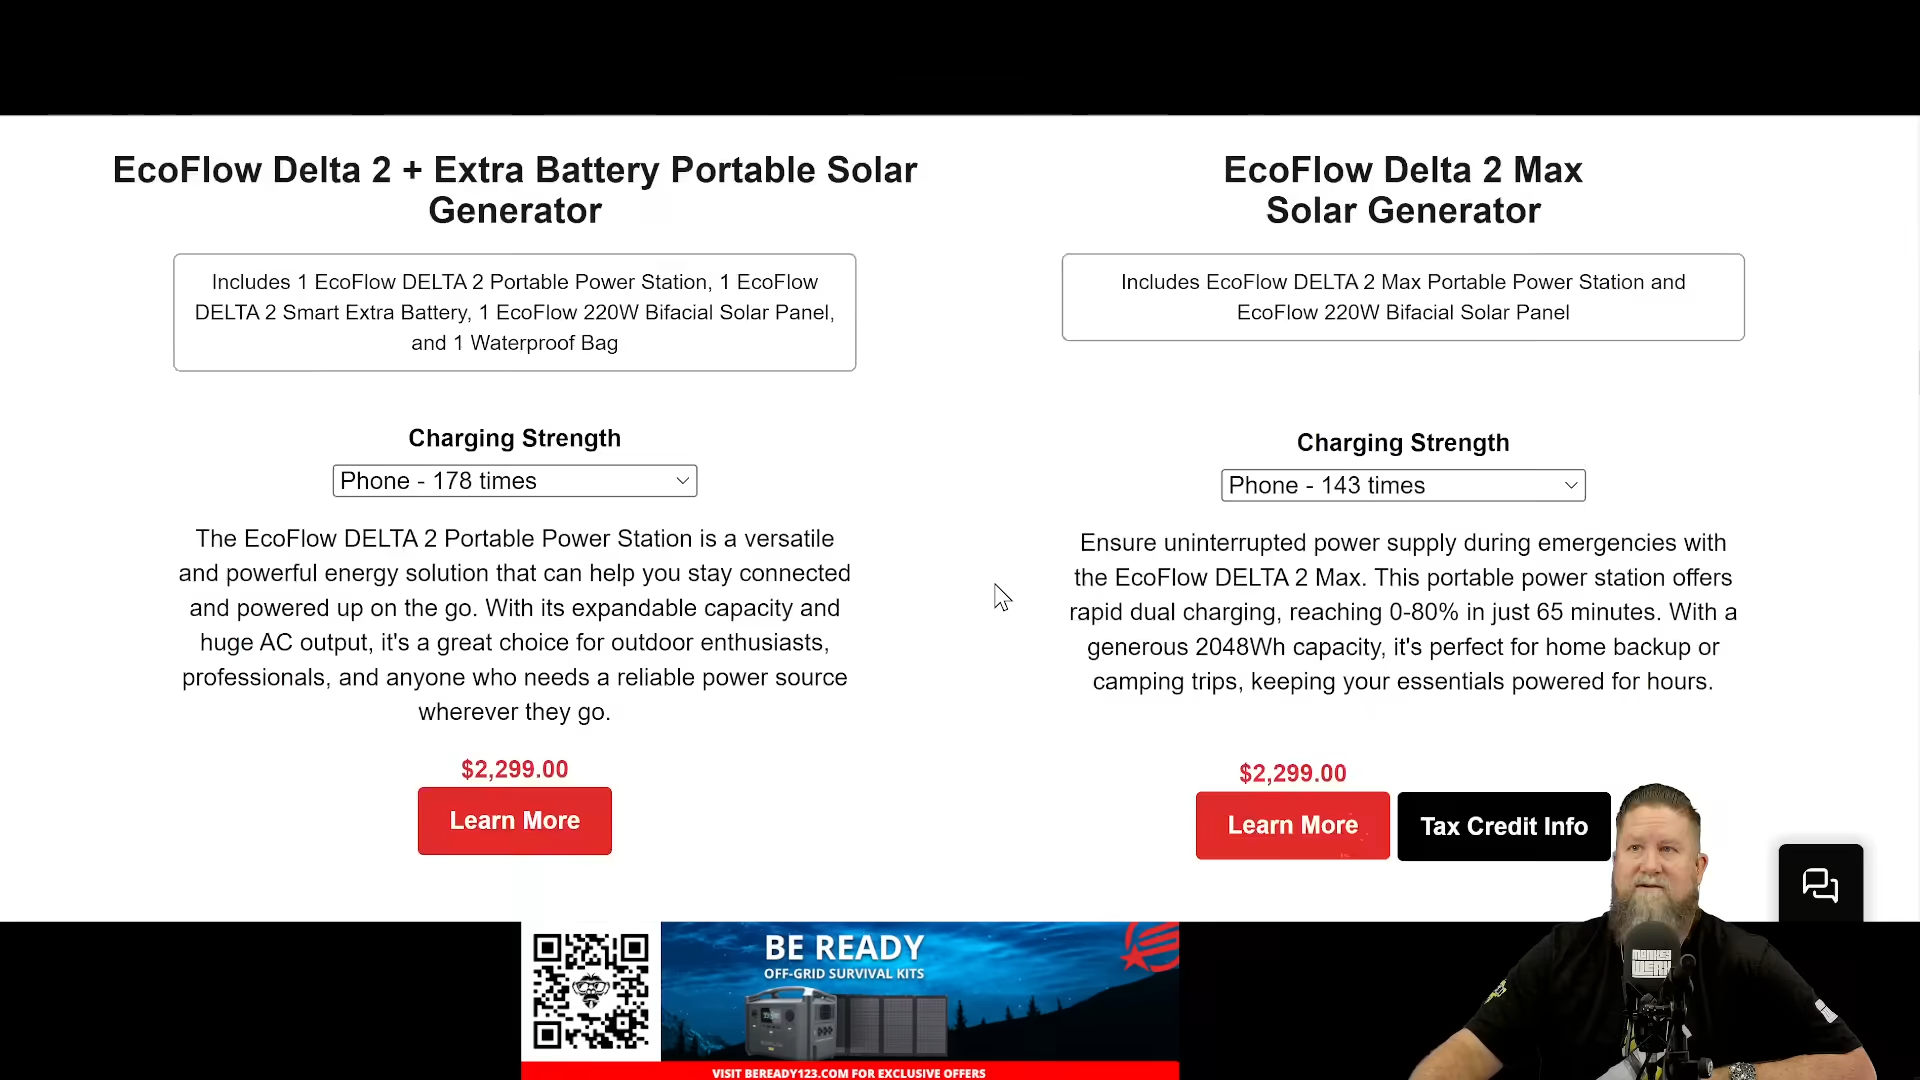 EcoFlow Delta 2 + Extra Battery Portable Solar
Generator
Includes 1 EcoFlow DELTA 2 Portable Power Station, 1 EcoFlow
DELTA 2 Smart Extra Battery, 1 EcoFlow 220W Bifacial Solar Panel,
and 1 Waterproof Bag
Charging Strength
Phone - 178 times
The EcoFlow DELTA 2 Portable Power Station is a versatile
and powerful energy solution that can help you stay connected
and powered up on the go. With its expandable capacity and
huge AC output, it's a great choice for outdoor enthusiasts,
professionals, and anyone who needs a reliable power source
wherever they go.
$2,299.00
Learn More
EcoFlow Delta 2 Max
Solar Generator
Includes EcoFlow DELTA 2 Max Portable Power Station and
EcoFlow 220W Bifacial Solar Panel
Charging Strength
Phone - 143 times
Ensure uninterrupted power supply during emergencies with
the EcoFlow DELTA 2 Max. This portable power station offers
rapid dual charging, reaching 0-80% in just 65 minutes. With a
generous 2048Wh capacity, it's perfect for home backup or
camping trips, keeping your essentials powered for hours.
$2,299.00
Learn More
Tax Credit Info
BE READY
OFF-GRID SURVIVAL KITS
VISIT BEREADY123.COM FOR EXCLUSIVE OFFERS
MONKEY
WERX